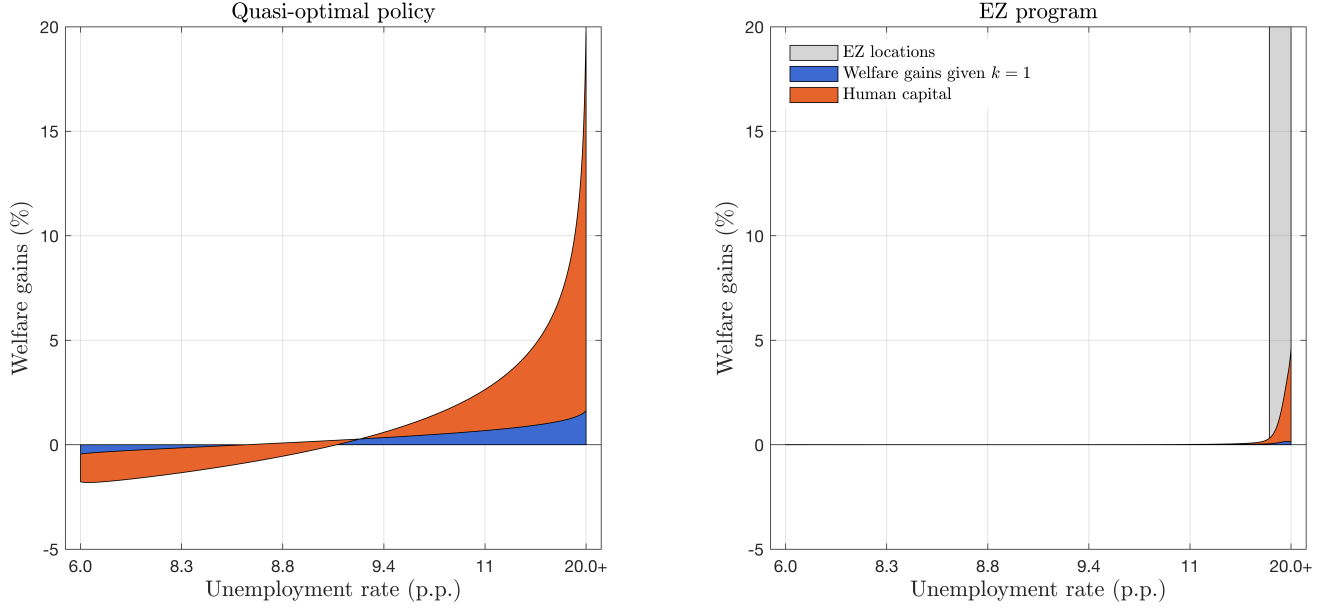 Quasi-optimal policy
20
15
10
5
0
-5
Welfare gains (%)
6.0 8.3 8.8 9.4 11 20.0+
Unemployment rate (p.p.)
EZ program
EZ locations
Welfare gains given k = 1
Human capital
20
15
10
5
0
-5
Welfare gains (%)
6.0 8.3 8.8 9.4 11 20.0+
Unemployment rate (p.p.)